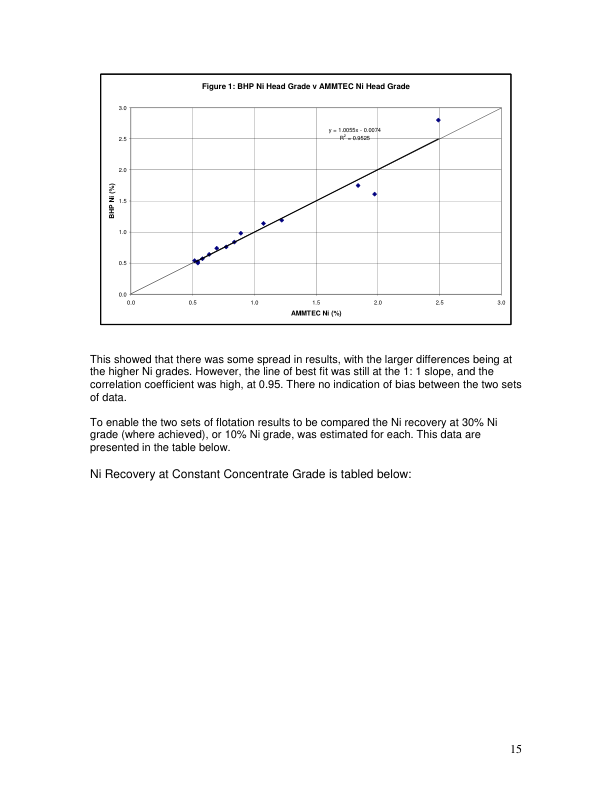 Figure 1: BHP Ni Head Grade v AMMTEC Ni Head Grade
3.0
y = 1.0055x - 0.0074
R² = 0.9525
2.5
2.0
BHP Ni (%)
1.5
1.0
0.5
0.0
0.0 0.5 1.0 1.5 2.0 2.5 3.0
AMMTEC Ni (%)
This showed that there was some spread in results, with the larger differences being at
the higher Ni grades. However, the line of best fit was still at the 1: 1 slope, and the
correlation coefficient was high, at 0.95. There no indication of bias between the two sets
of data.
To enable the two sets of flotation results to be compared the Ni recovery at 30% Ni
grade (where achieved), or 10% Ni grade, was estimated for each. This data are
presented in the table below.
Ni Recovery at Constant Concentrate Grade is tabled below:
15